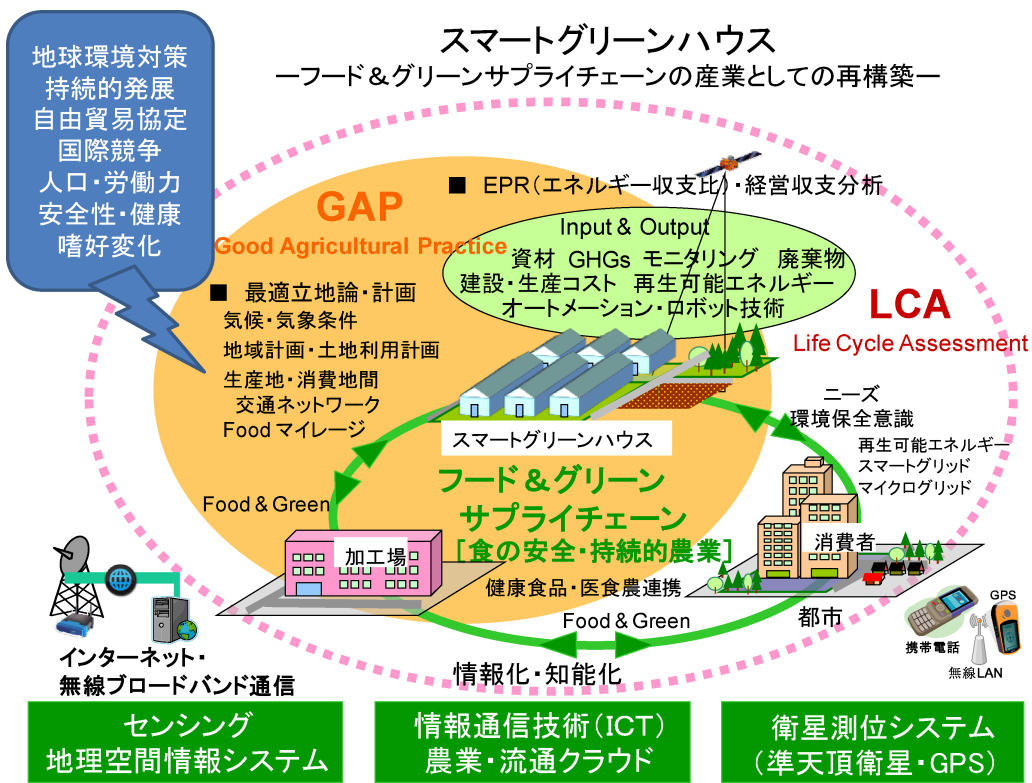 スマートグリーンハウス
ーフード＆グリーンサプライチェーンの産業としての再構築ー
地球環境対策
持続的発展
自由貿易協定
国際競争
人口・労働力
安全性・健康
嗜好変化
GAP
Good Agricultural Practice
■ EPR（エネルギー収支比）・経営収支分析
Input & Output
資材 GHGs モニタリング 廃棄物
建設・生産コスト 再生可能エネルギー
オートメーション・ロボット技術
LCA
Life Cycle Assessment
■ 最適立地論・計画
気候・気象条件
地域計画・土地利用計画
生産地・消費地間
交通ネットワーク
Food マイレージ
スマートグリーンハウス
ニーズ
環境保全意識
再生可能エネルギー
スマートグリッド
マイクログリッド
フード＆グリーン
サプライチェーン
［食の安全・持続的農業］
健康食品・医食農連携
Food & Green
加工場
消費者
都市
Food & Green
情報化・知能化
インターネット・
無線ブロードバンド通信
GPS
携帯電話
無線LAN
センシング
地理空間情報システム
情報通信技術（ICT）
農業・流通クラウド
衛星測位システム
（準天頂衛星・GPS）